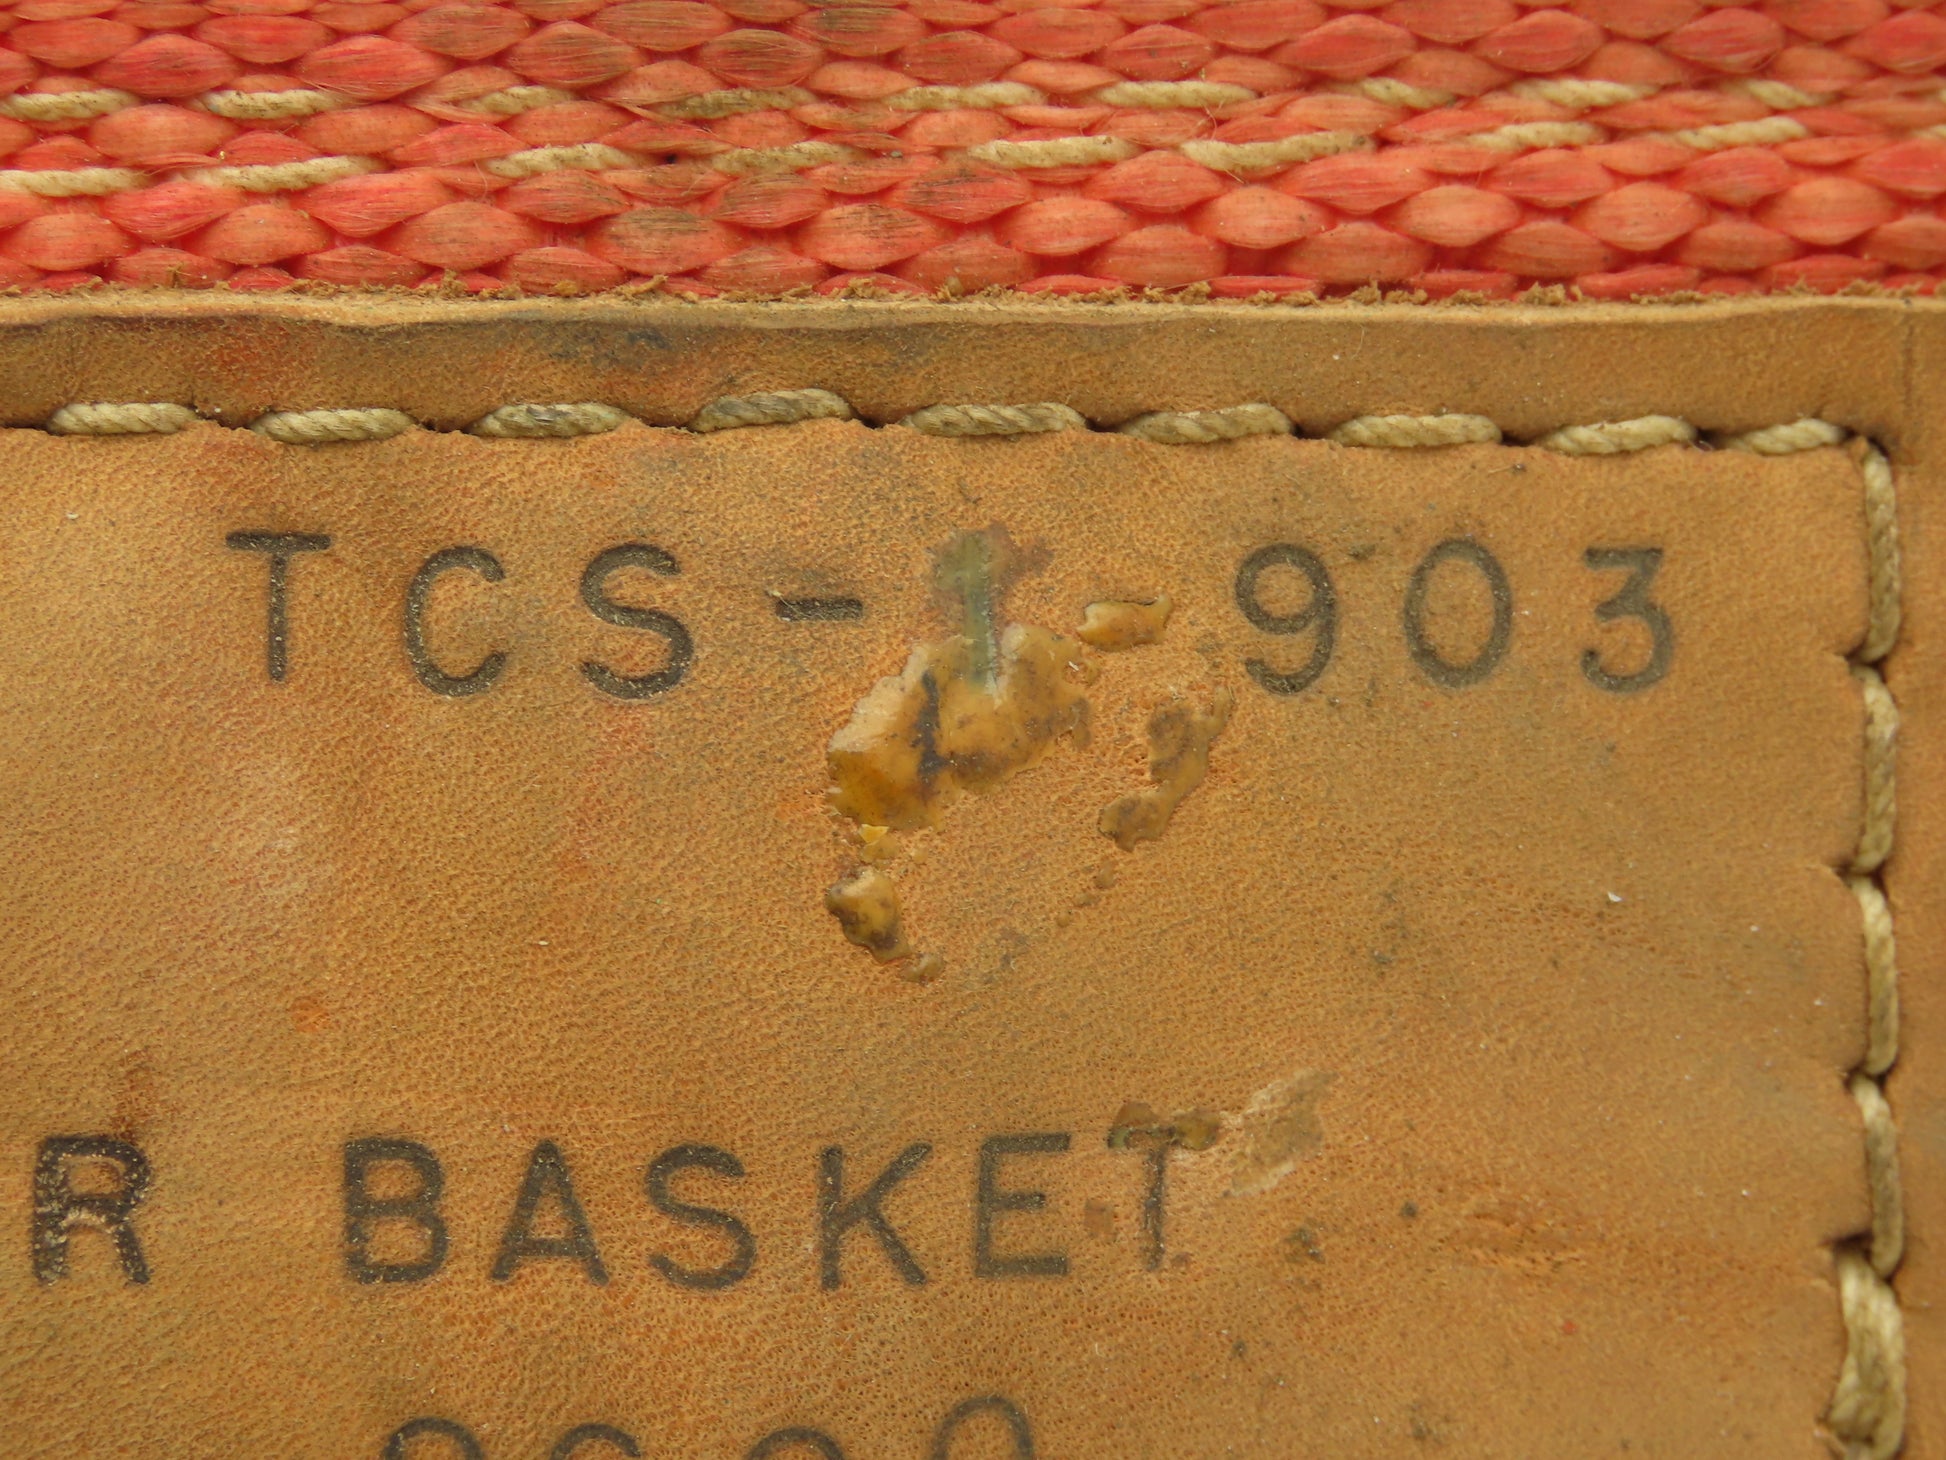 TCS-1 903
R BASKET